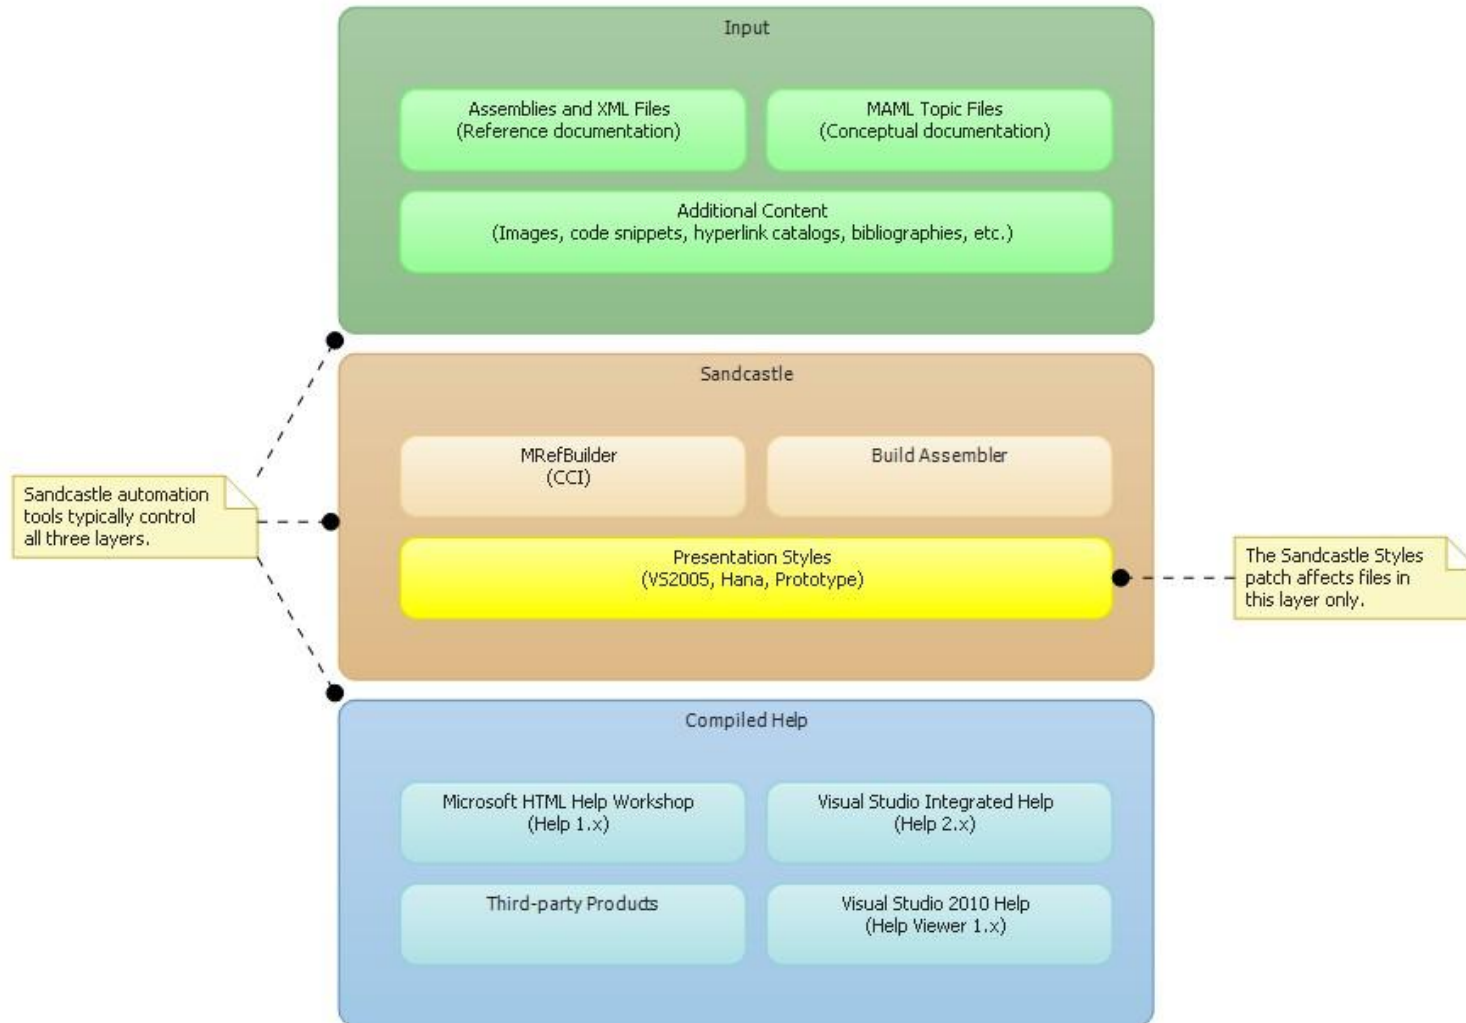 Input
Assemblies and XML Files
(Reference documentation)
MAML Topic Files
(Conceptual documentation)
Additional Content
(Images, code snippets, hyperlink catalogs, bibliographies, etc.)
Sandcastle
MRefBuilder
(CCI)
Build Assembler
Sandcastle automation
tools typically control
all three layers.
Presentation Styles
(VS2005, Hana, Prototype)
The Sandcastle Styles
patch affects files in
this layer only.
Compiled Help
Microsoft HTML Help Workshop
(Help 1.x)
Visual Studio Integrated Help
(Help 2.x)
Third-party Products
Visual Studio 2010 Help
(Help Viewer 1.x)